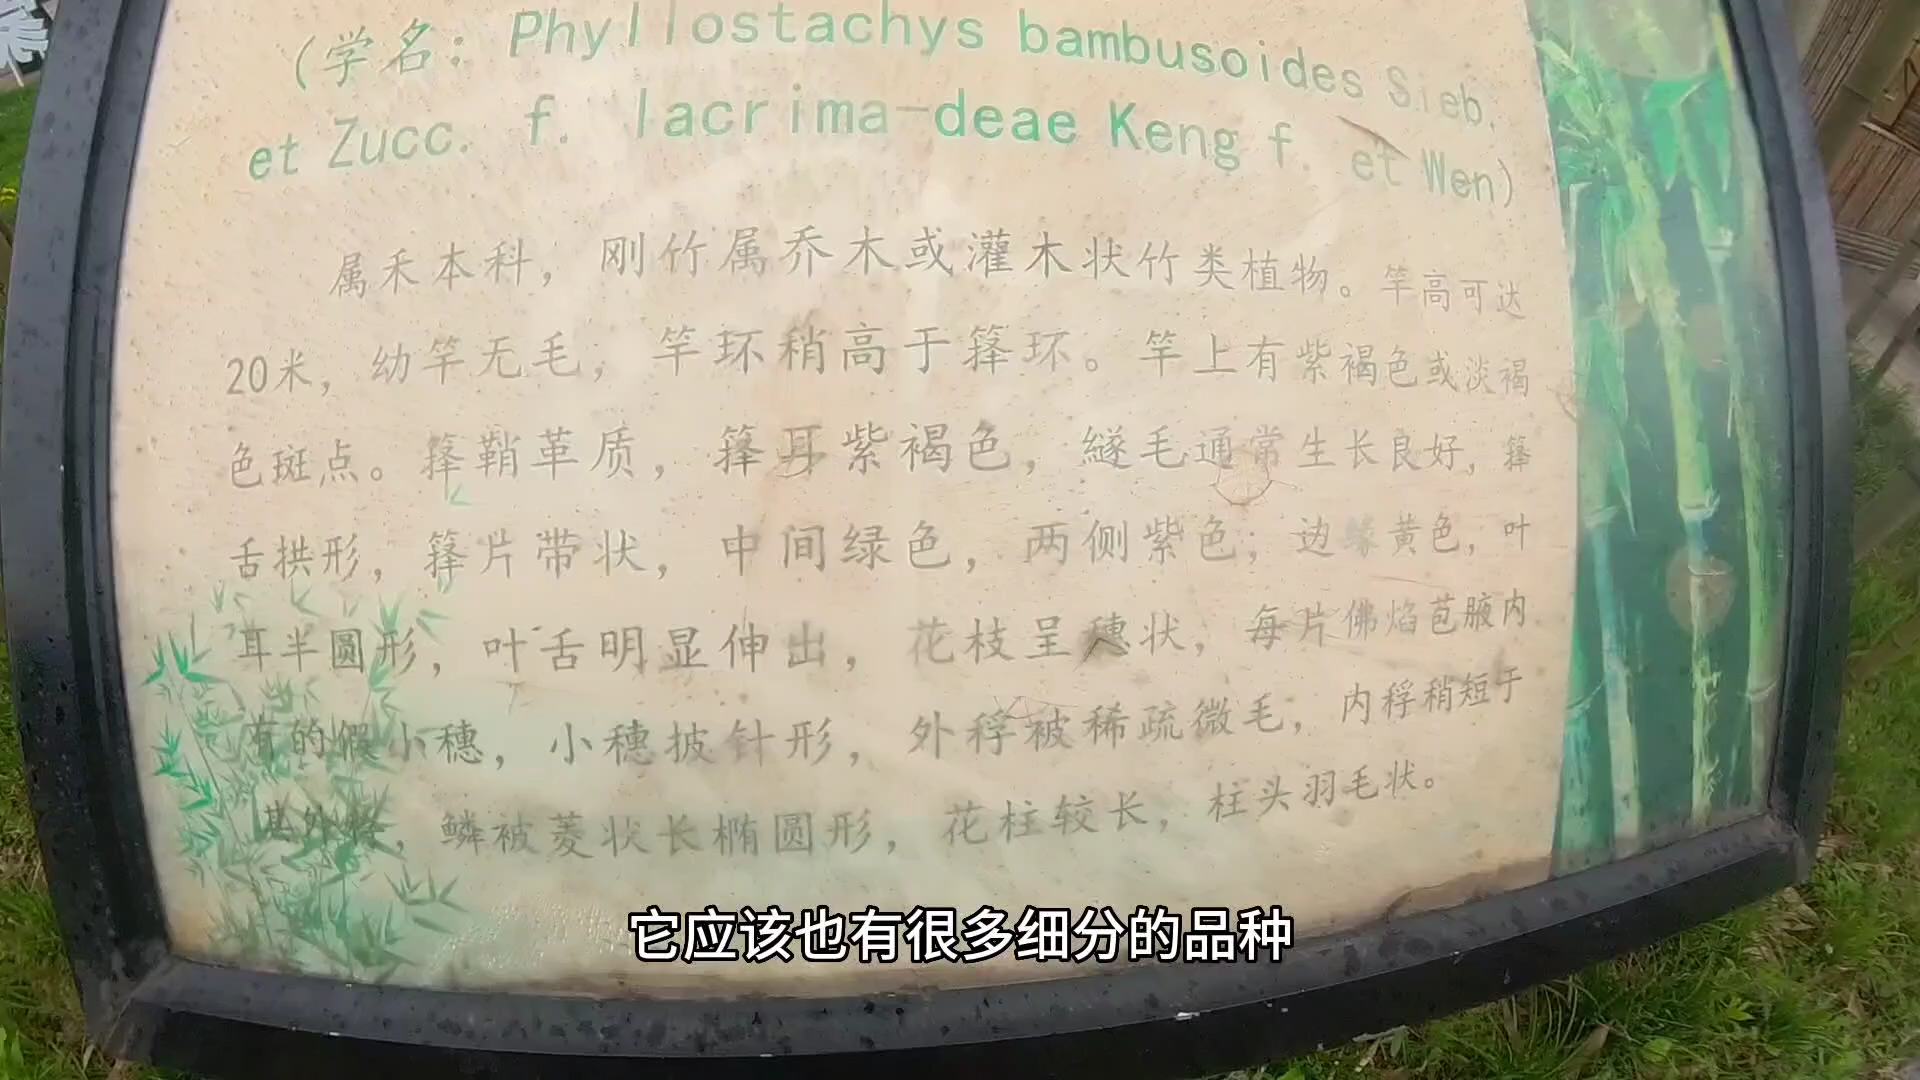 (学名：Phyllostachys bambusoides Sieb.
et Zucc. f. lacrima-deae Keng f. et Wen)
属禾本科，刚竹属乔木或灌木状竹类植物。竿高可达
20米，幼竿无毛，竿环稍高于箨环。竿上有紫褐色或淡褐
色斑点。箨鞘革质，箨耳紫褐色，繸毛通常生长良好，箨
舌拱形，箨片带状，中间绿色，两侧紫色；边缘黄色，叶
耳半圆形，叶舌明显伸出，花枝呈穗状，每片佛焰苞腋内
有的假小穗，小穗披针形，外稃被稀疏微毛；内稃稍短于
其外稃，鳞被菱状长椭圆形，花柱较长，柱头羽毛状。
它应该也有很多细分的品种